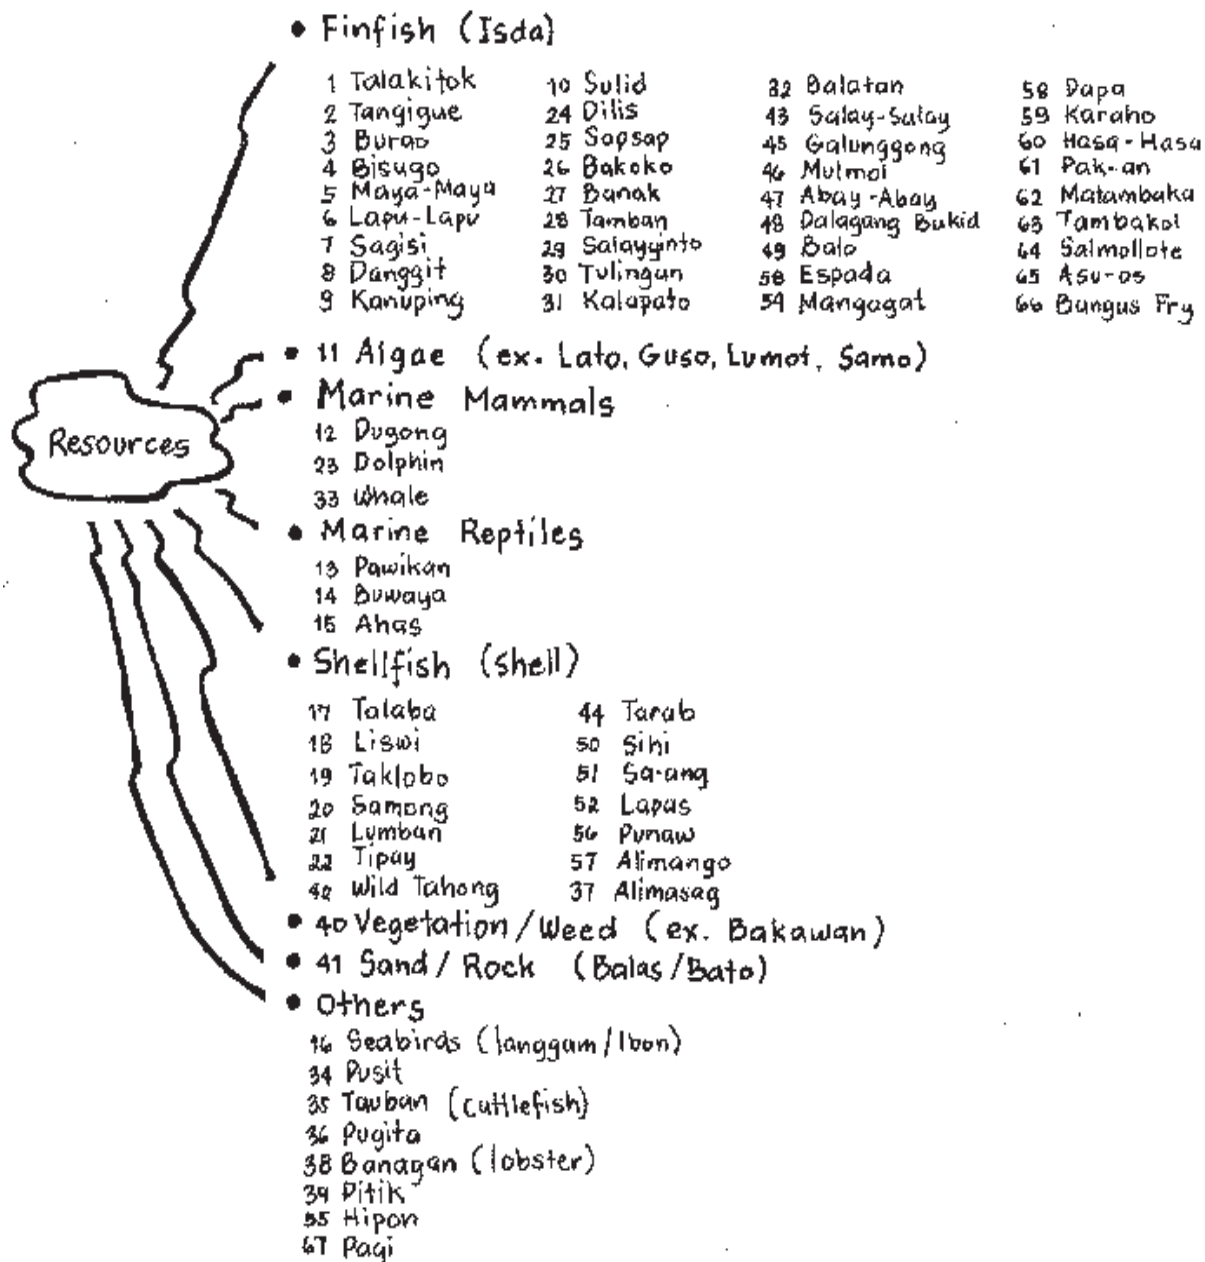 • Finfish (Isda)
1 Talakitok
2 Tangigue
3 Burao
4 Bisugo
5 Maya-Maya
6 Lapu-Lapu
7 Sagisi
8 Danggit
9 Kanuping
10 Sulid
24 Dilis
25 Sapsap
26 Bakoko
27 Banak
28 Tamban
29 Salayginto
30 Tulingan
31 Kalapato
32 Balatan
43 Salay-Salay
45 Galunggong
46 Mulmol
47 Abay-Abay
48 Dalagang Bukid
49 Balo
Espada
Mangagat
58 Dapa
59 Karaho
60 Hasa-Hasa
61 Pak-an
62 Matambaka
63 Tambakol
64 Salmollote
65 Asu-os
66 Bangus Fry
• 11 Algae (ex. Lato, Guso, Lumot, Samo)
Resources
• Marine Mammals
12 Dugong
23 Dolphin
33 Whale
• Marine Reptiles
13 Pawikan
14 Buwaya
15 Ahas
• Shellfish (shell)
17 Talaba
18 Liswi
19 Taklobo
20 Samong
21 Lumban
22 Tipay
42 Wild Tahong
44 Tarab
50 Sihi
51 Sa-ang
52 Lapas
56 Punaw
57 Alimango
37 Alimasag
• 40 Vegetation/Weed (ex. Bakawan)
• 41 Sand/Rock (Balas/Bato)
• Others
16 Seabirds (langgam/Ibon)
34 Pusit
35 Tauban (cuttlefish)
36 Pugita
38 Banagan (lobster)
39 Pitik
55 Hipon
67 Pagi